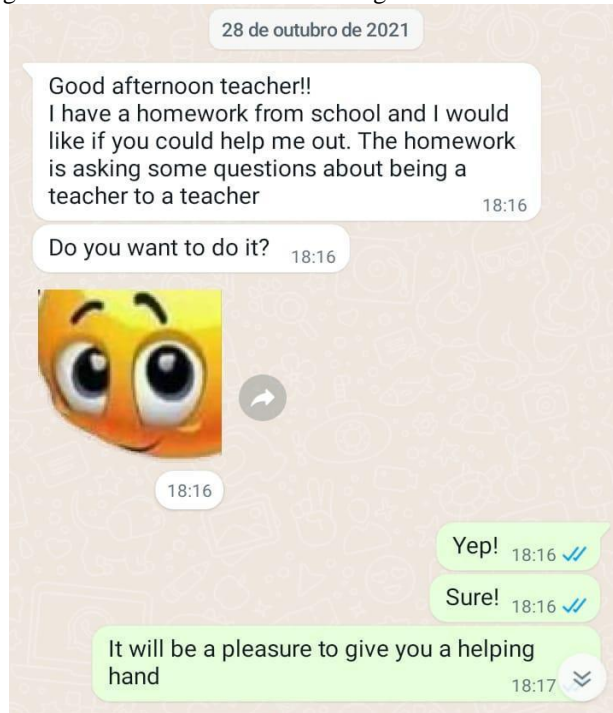 28 de outubro de 2021
Good afternoon teacher!!
I have a homework from school and I would
like if you could help me out. The homework
is asking some questions about being a
teacher to a teacher
18:16
Do you want to do it? 18:16
18:16
Yep! 18:16
Sure! 18:16
It will be a pleasure to give you a helping
hand
18:17